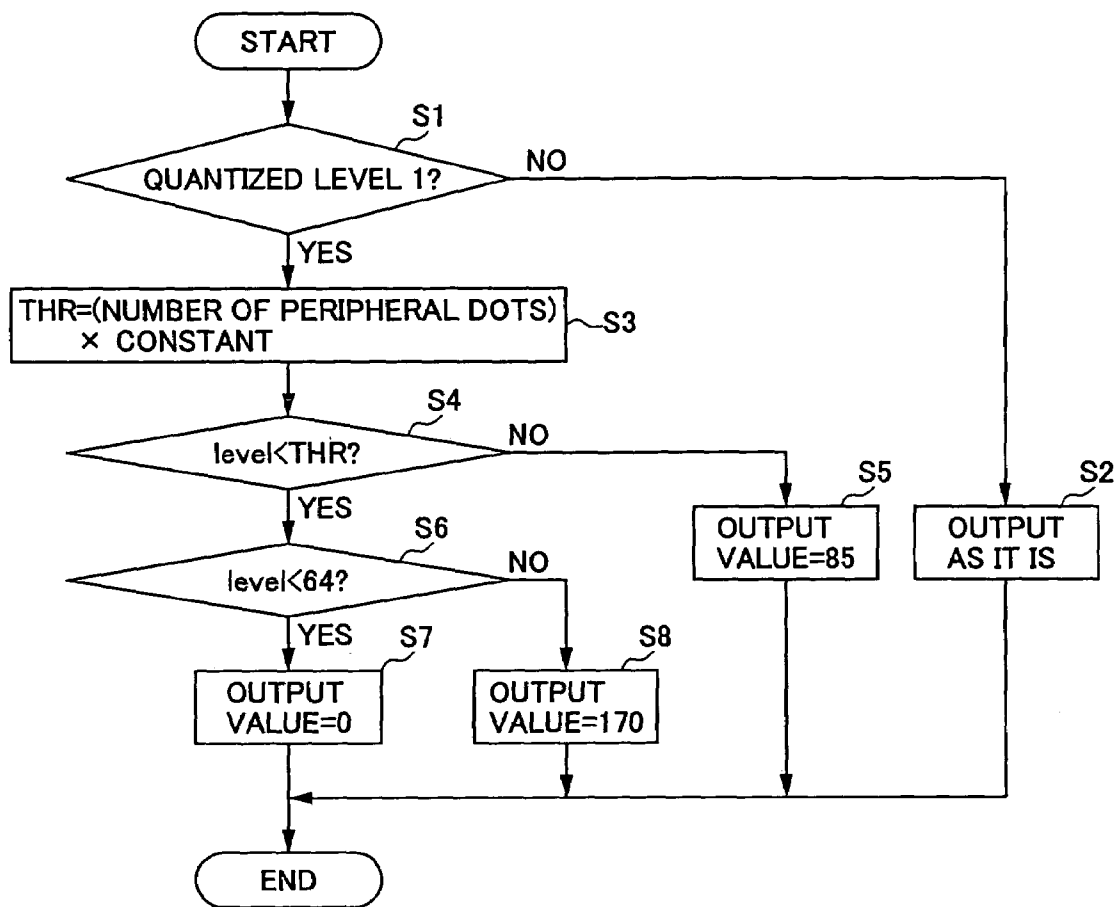 START
S1
QUANTIZED LEVEL 1?
NO
YES
THR=(NUMBER OF PERIPHERAL DOTS)
× CONSTANT
S3
S4
level<THR?
NO
YES
S5
OUTPUT
VALUE=85
S2
OUTPUT
AS IT IS
S6
level<64?
NO
YES
S7
OUTPUT
VALUE=0
S8
OUTPUT
VALUE=170
END